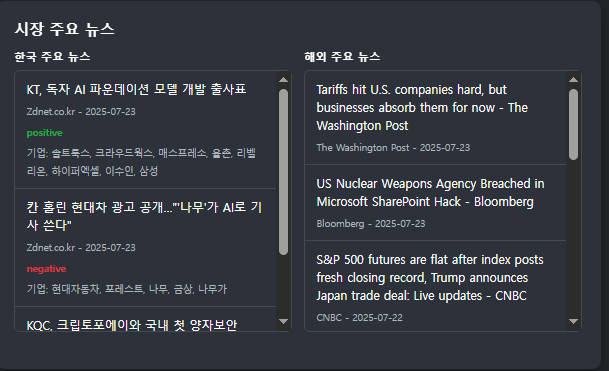 시장 주요 뉴스
한국 주요 뉴스
KT, 독자 AI 파운데이션 모델 개발 출사표
Zdnet.co.kr - 2025-07-23
positive
기업: 솔트룩스, 크라우드웍스, 매스프레소, 올쏜, 리벨
리온, 하이퍼액셀, 이수인, 삼성
칸 홀린 현대차 광고 공개..."'나무'가 AI로 기
사 쓴다"
Zdnet.co.kr - 2025-07-23
negative
기업: 현대자동차, 포레스트, 나무, 금상, 나무가
KQC, 크립토포에이와 국내 첫 양자보안
해외 주요 뉴스
Tariffs hit U.S. companies hard, but
businesses absorb them for now - The
Washington Post
The Washington Post - 2025-07-23
US Nuclear Weapons Agency Breached in
Microsoft SharePoint Hack - Bloomberg
Bloomberg - 2025-07-23
S&P 500 futures are flat after index posts
fresh closing record, Trump announces
Japan trade deal: Live updates - CNBC
CNBC - 2025-07-22